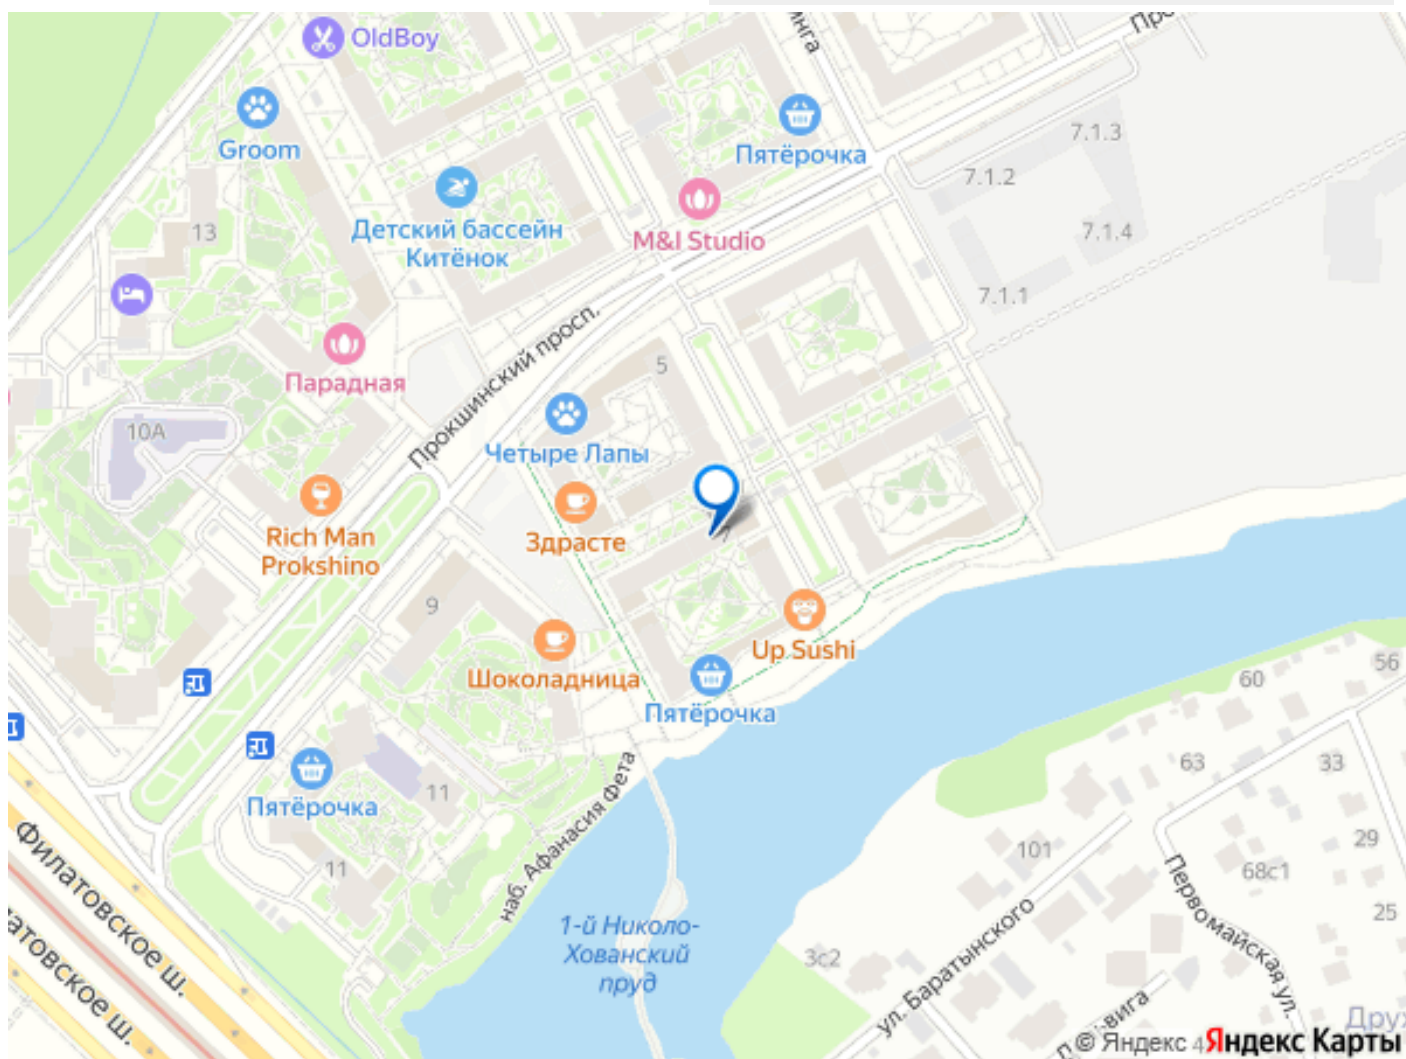 OldBoy
Groom
Пятёрочка
7.1.3
7.1.2
Детский бассейн
Китёнок
13
M&I Studio
7.1.4
7.1.1
Прокшинский просп.
Парадная
5
10А
Четыре Лапы
Rich Man
Prokshino
Здрасте
7
9
Up Sushi
Шоколадница
Пятёрочка
56
60
63
33
Пятёрочка
11
11
наб. Афанасия Фета
101
29
68с1
25
Филатовское ш.
1-й Николо-
Хованский
пруд
3с2
ул. Баратынского
Первомайская ул.
© Яндекс
Яндекс Карты